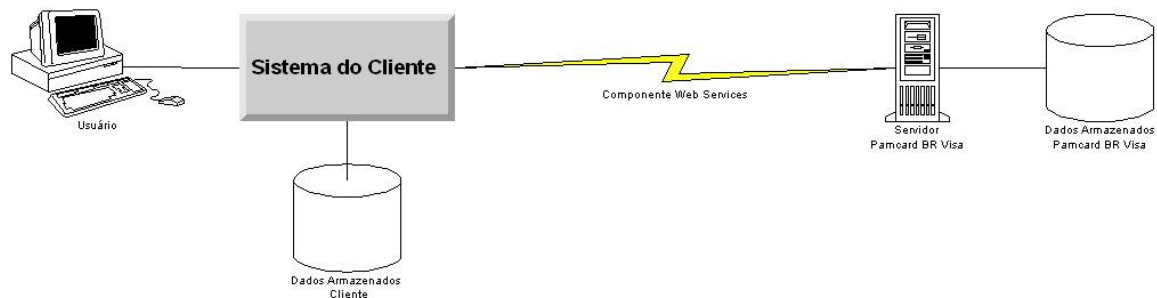 Sistema do Cliente
Usuário
Componente Web Services
Servidor
Pamcard BR Visa
Dados Armazenados
Pamcard BR Visa
Dados Armazenados
Cliente